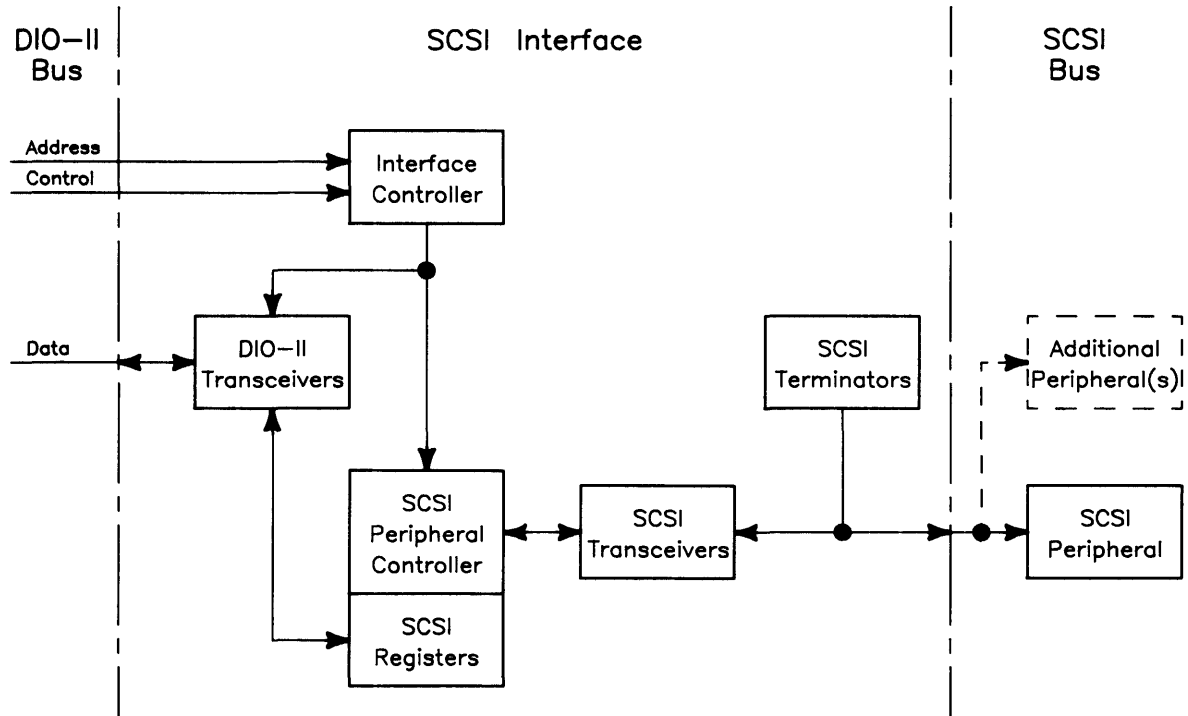 DIO-II
Bus
SCSI Interface
SCSI
Bus
Address
Control
Interface
Controller
Data
DIO-II
Transceivers
SCSI
Terminators
Additional
Peripheral(s)
SCSI
Peripheral
Controller
SCSI
Transceivers
SCSI
Peripheral
SCSI
Registers